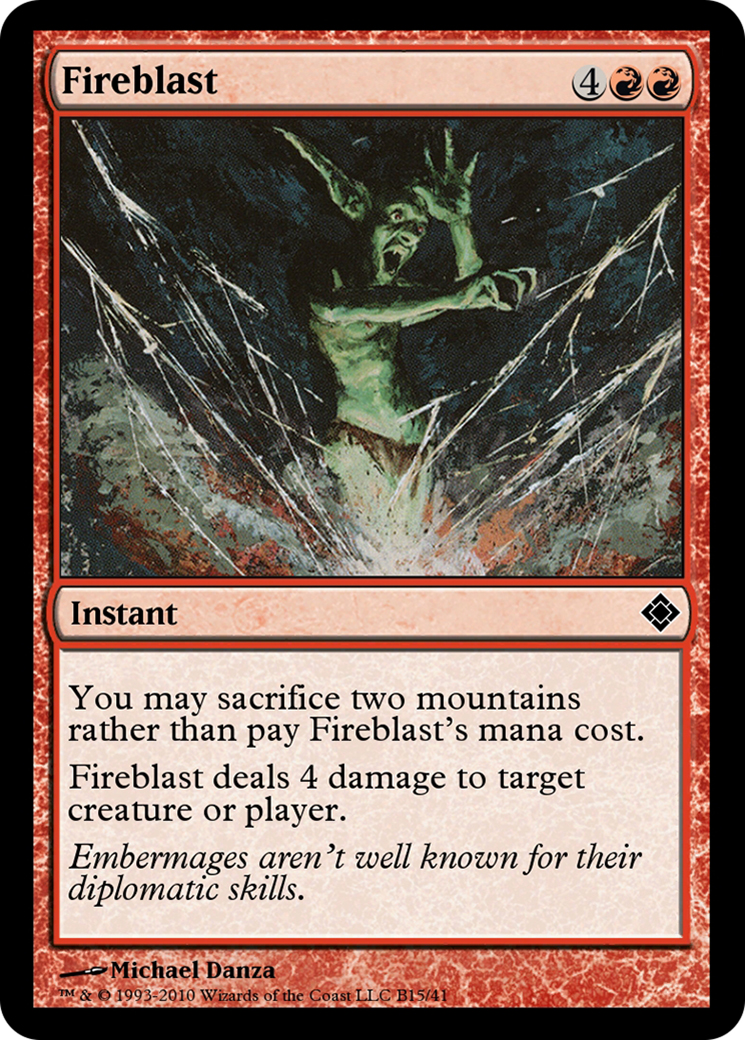 Fireblast 4
Instant
You may sacrifice two mountains
rather than pay Fireblast's mana cost.
Fireblast deals 4 damage to target
creature or player.
Embermages aren't well known for their
diplomatic skills.
Michael Danza
™ & © 1993-2010 Wizards of the Coast LLC B15/41